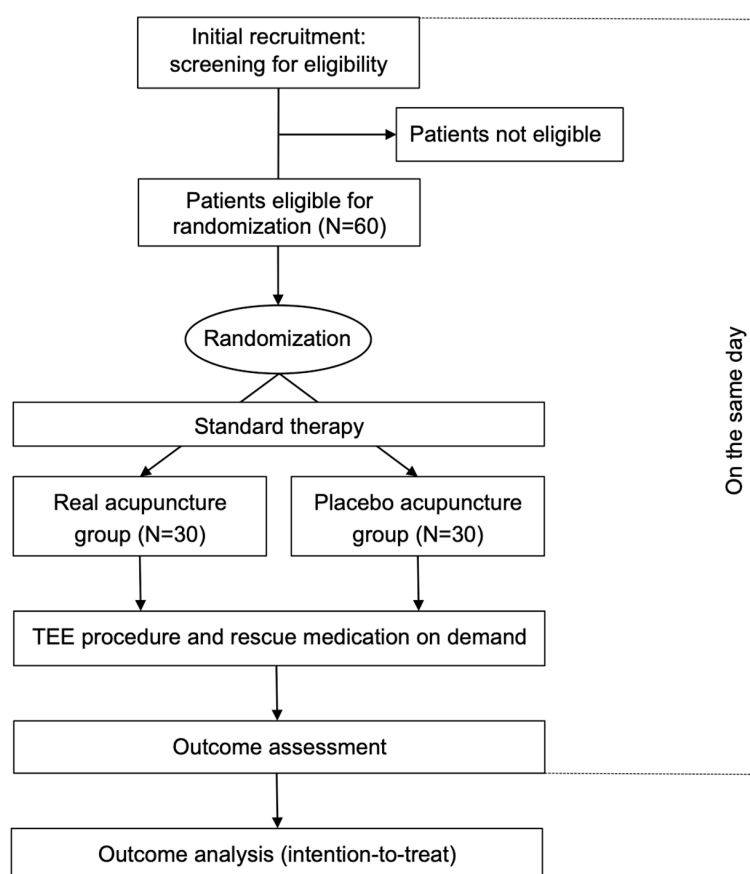 Initial recruitment:
screening for eligibility
Patients not eligible
Patients eligible for
randomization (N=60)
Randomization
Standard therapy
Real acupuncture
group (N=30)
Placebo acupuncture
group (N=30)
TEE procedure and rescue medication on demand
Outcome assessment
Outcome analysis (intention-to-treat)
On the same day